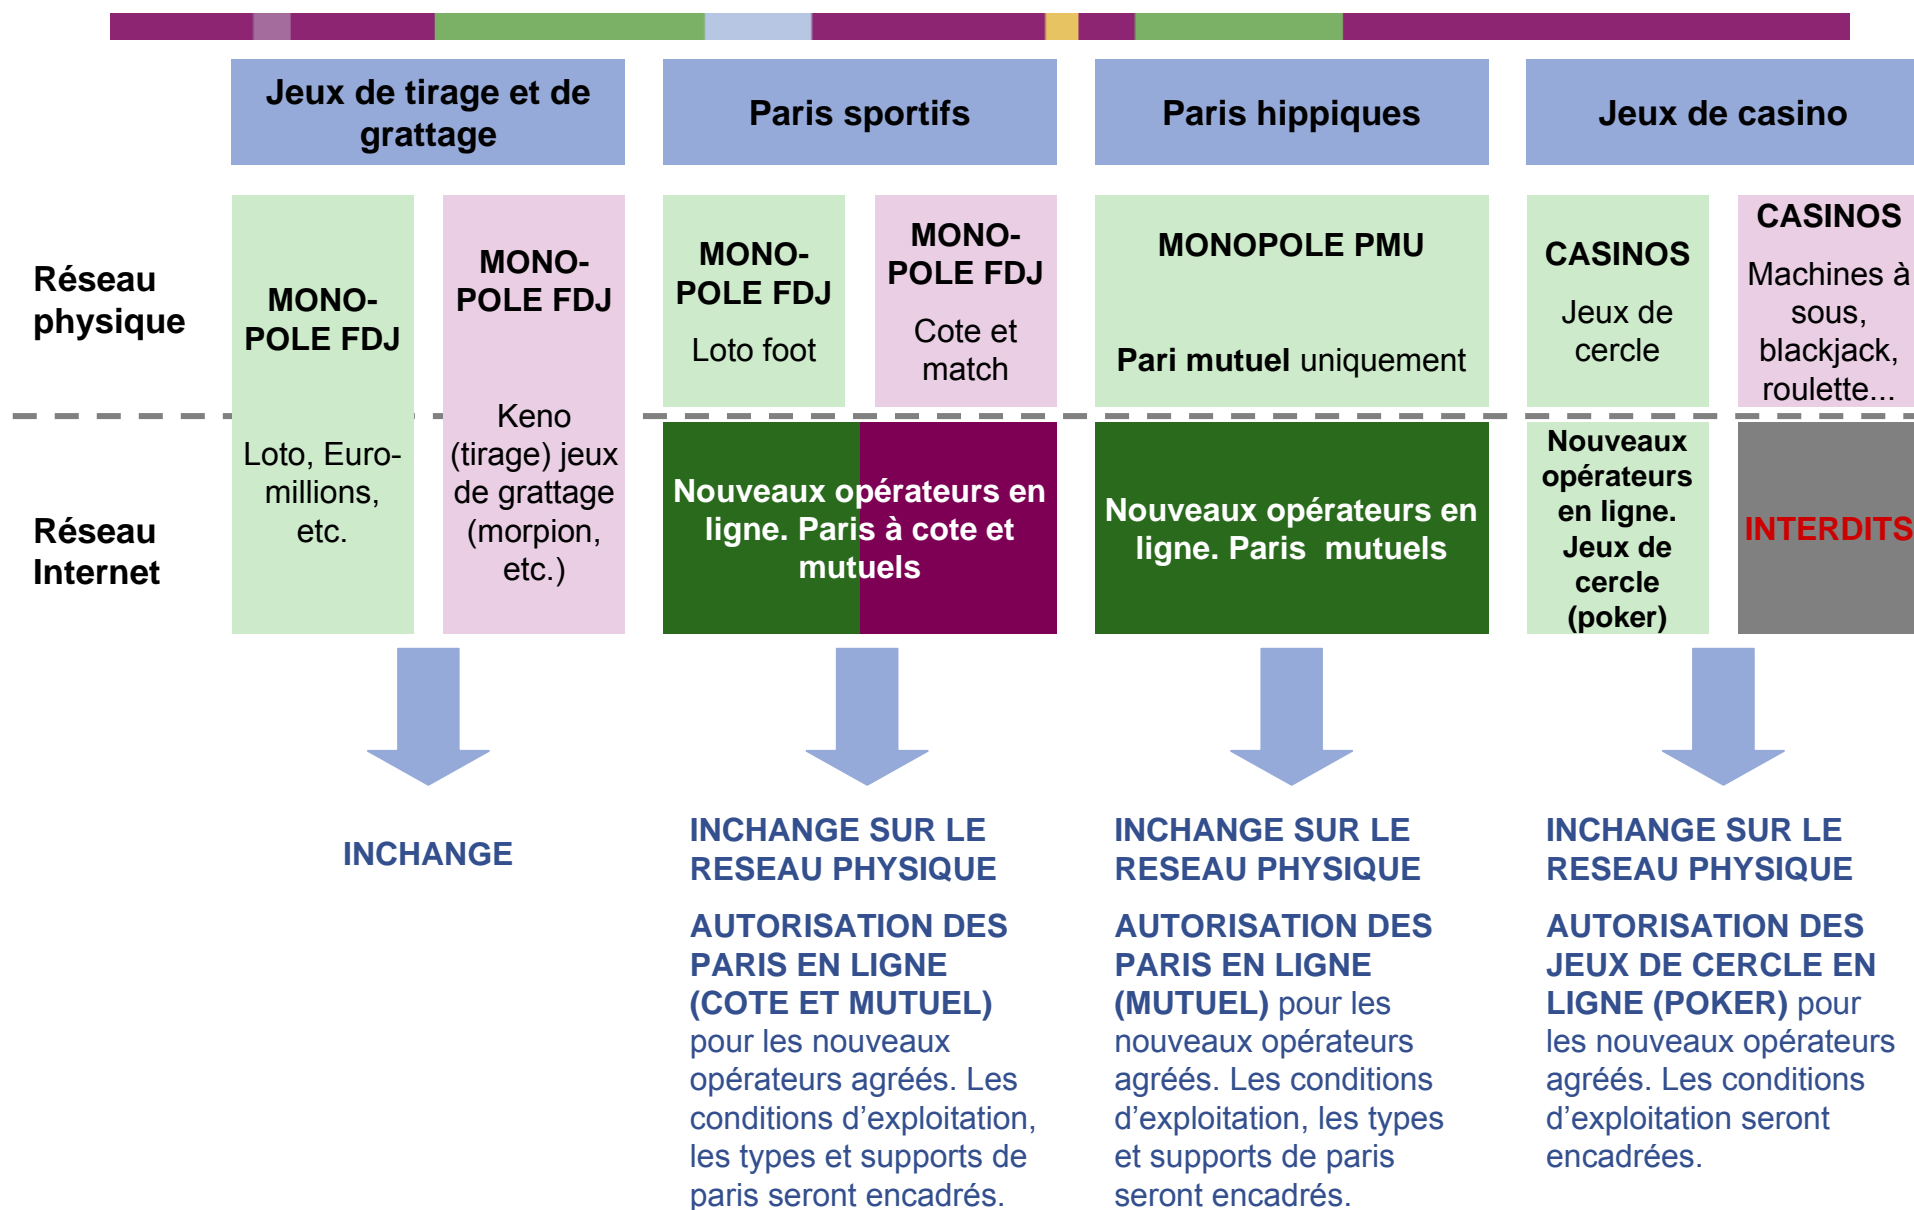 Jeux de tirage et de
grattage
Paris sportifs
Paris hippiques
Jeux de casino
Réseau
physique
MONO-
POLE FDJ
Loto, Euro-
millions,
etc.
MONO-
POLE FDJ
Keno
(tirage) jeux
de grattage
(morpion,
etc.)
MONO-
POLE FDJ
Loto foot
MONO-
POLE FDJ
Cote et
match
MONOPOLE PMU
Pari mutuel uniquement
CASINOS
Jeux de
cercle
CASINOS
Machines à
sous,
blackjack,
roulette...
Réseau
Internet
Nouveaux opérateurs en
ligne. Paris à cote et
mutuels
Nouveaux opérateurs en
ligne. Paris  mutuels
Nouveaux
opérateurs
en ligne.
Jeux de
cercle
(poker)
INTERDITS
INCHANGE
INCHANGE SUR LE
RESEAU PHYSIQUE
AUTORISATION DES
PARIS EN LIGNE
(COTE ET MUTUEL)
pour les nouveaux
opérateurs agréés. Les
conditions d’exploitation,
les types et supports de
paris seront encadrés.
INCHANGE SUR LE
RESEAU PHYSIQUE
AUTORISATION DES
PARIS EN LIGNE
(MUTUEL) pour les
nouveaux opérateurs
agréés. Les conditions
d’exploitation, les types
et supports de paris
seront encadrés.
INCHANGE SUR LE
RESEAU PHYSIQUE
AUTORISATION DES
JEUX DE CERCLE EN
LIGNE (POKER) pour
les nouveaux opérateurs
agréés. Les conditions
d’exploitation seront
encadrées.